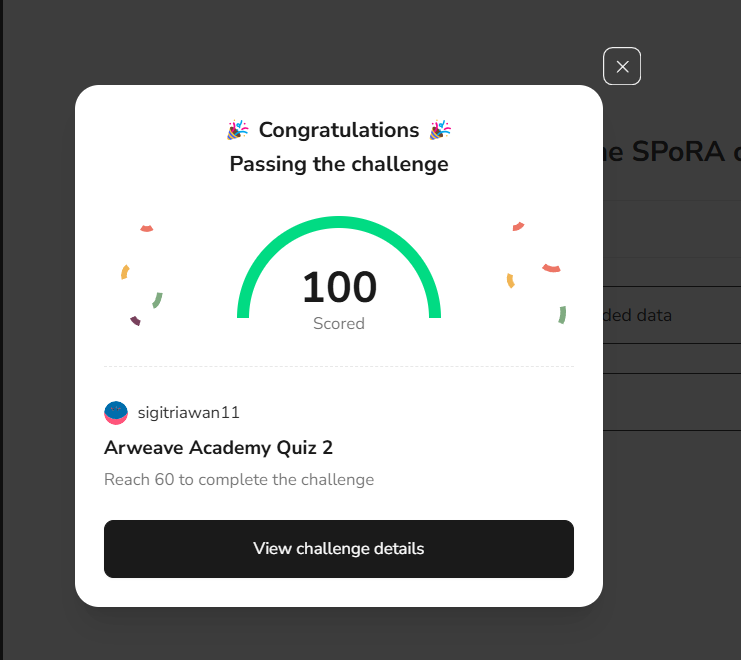 🎉 Congratulations 🎉
Passing the challenge
he SPoRA
100
Scored
ded data
sigitriawan11
Arweave Academy Quiz 2
Reach 60 to complete the challenge
View challenge details